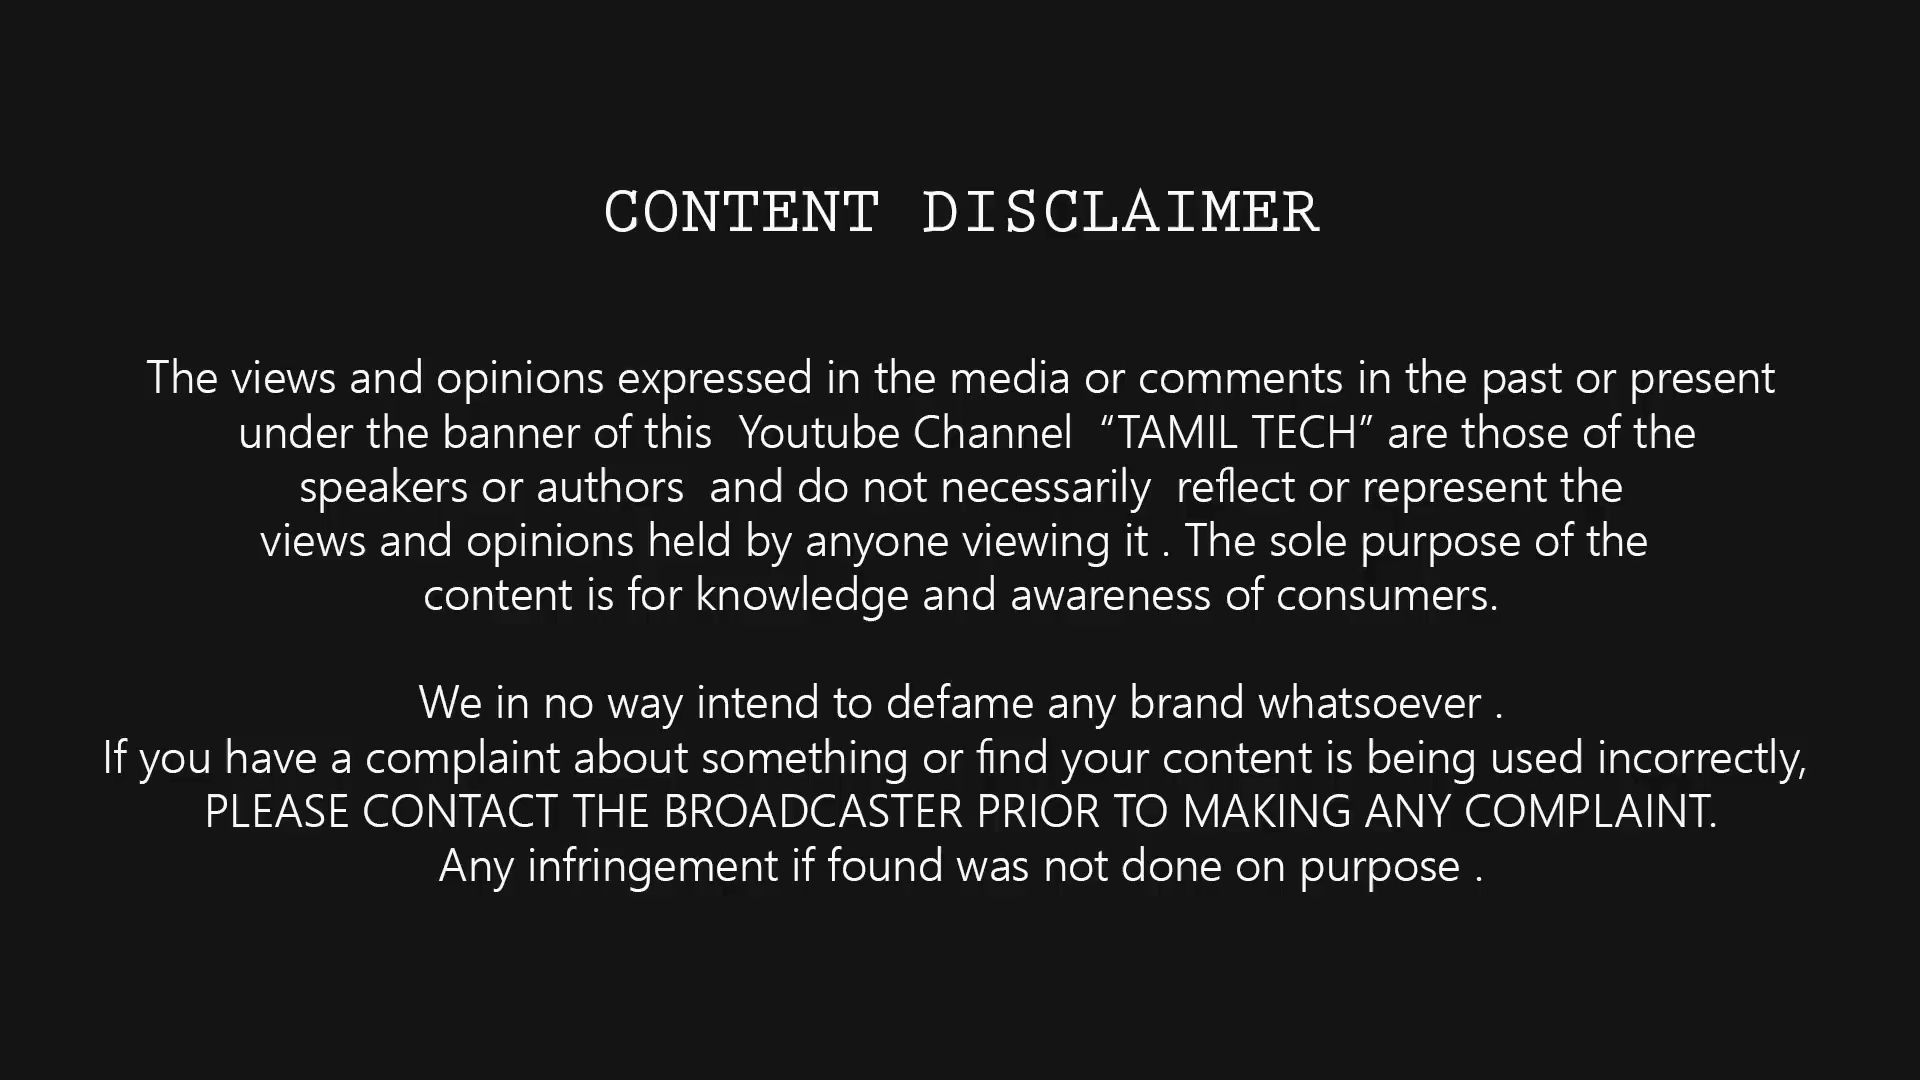 CONTENT DISCLAIMER
The views and opinions expressed in the media or comments in the past or present
under the banner of this  Youtube Channel  “TAMIL TECH” are those of the
speakers or authors  and do not necessarily  reflect or represent the
views and opinions held by anyone viewing it . The sole purpose of the
content is for knowledge and awareness of consumers.
We in no way intend to defame any brand whatsoever .
If you have a complaint about something or find your content is being used incorrectly,
PLEASE CONTACT THE BROADCASTER PRIOR TO MAKING ANY COMPLAINT.
Any infringement if found was not done on purpose .